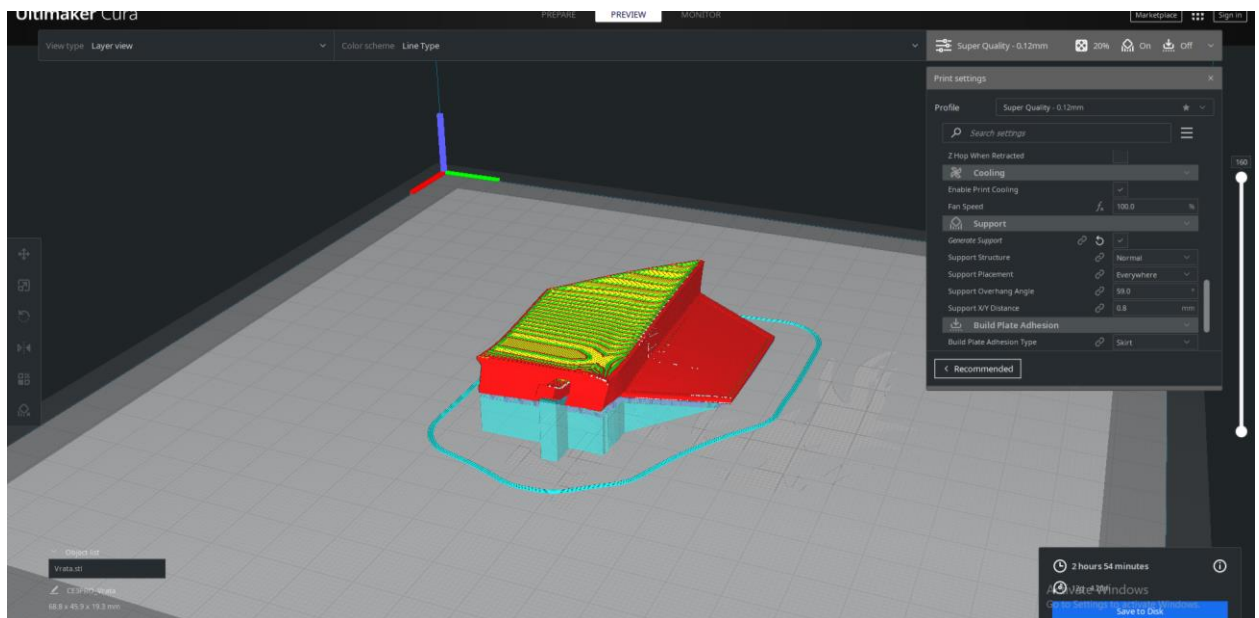 Ultimaker Cura
PREPARE PREVIEW MONITOR
Marketplace Sign in
View type Layer view
Color scheme Line Type
Super Quality - 0.12mm 20% On Off
Print settings
Profile Super Quality - 0.12mm
Search settings
Z Hop When Retracted
Cooling
Enable Print Cooling
Fan Speed 100.0 %
Support
Generate Support
Support Structure Normal
Support Placement Everywhere
Support Overhang Angle 59.0 °
Support X/Y Distance 0.8 mm
Build Plate Adhesion
Build Plate Adhesion Type Skirt
< Recommended
160
Object list
Vrata.stl
68.8 x 45.9 x 19.3 mm
2 hours 54 minutes
Activate Windows
Go to Settings to activate Windows.
Save to Disk